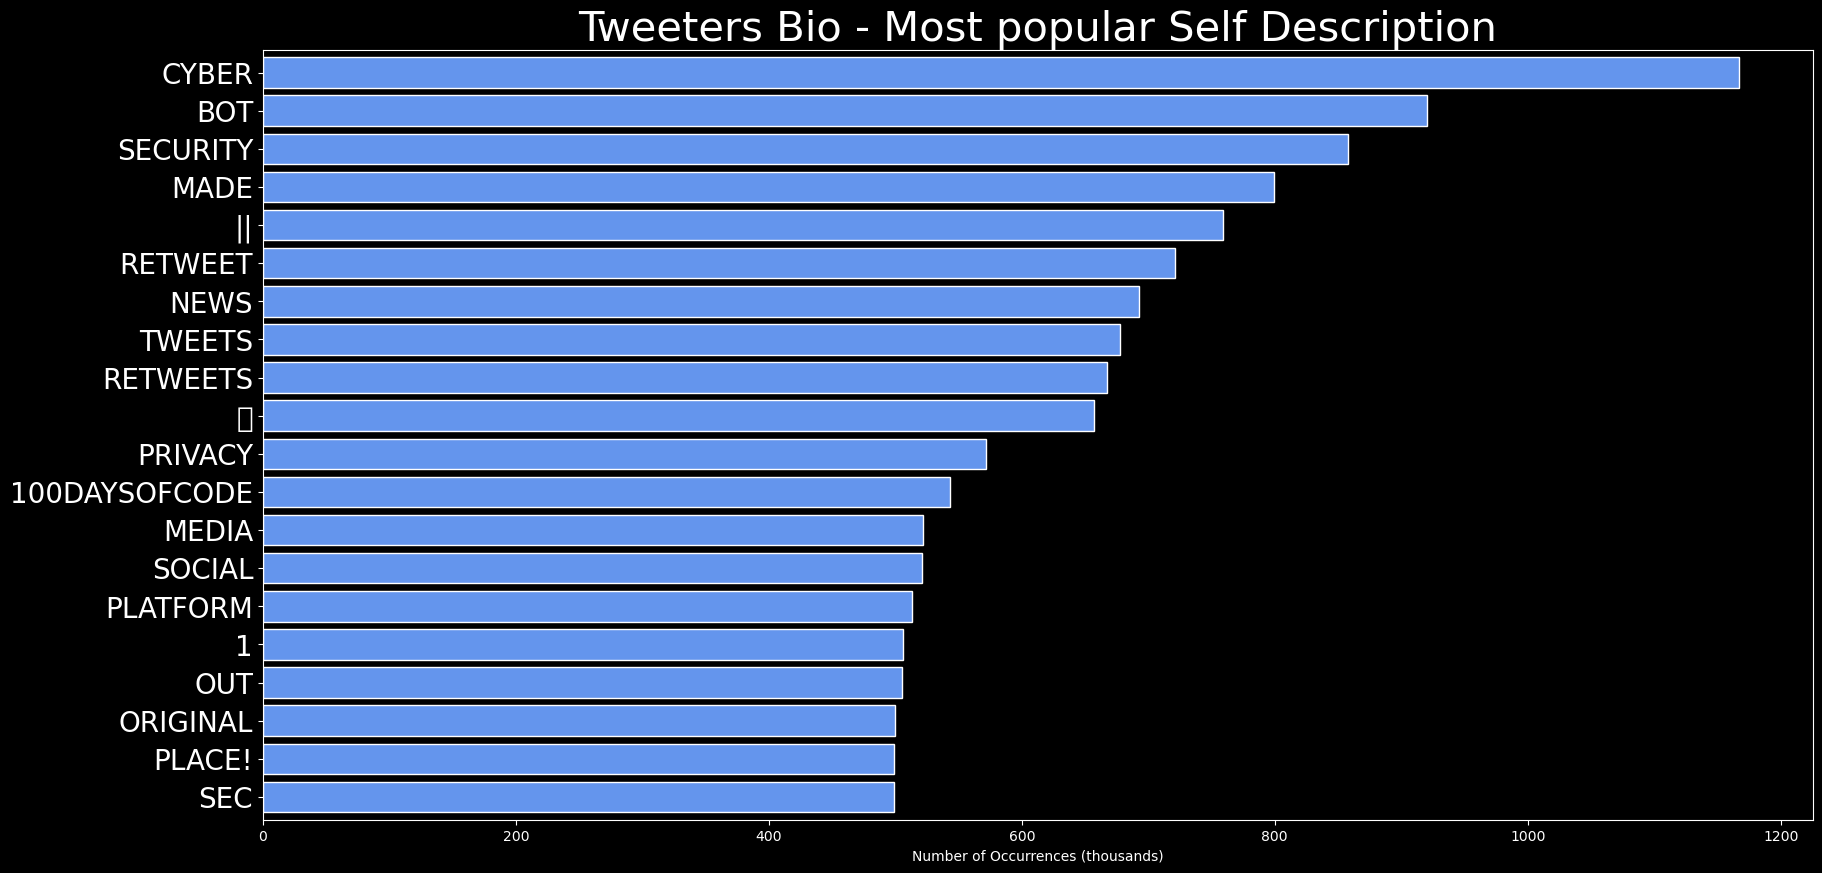 Tweeters Bio - Most popular Self Description
CYBER
BOT
SECURITY
MADE
||
RETWEET
NEWS
TWEETS
RETWEETS
PRIVACY
100DAYSOFCODE
MEDIA
SOCIAL
PLATFORM
1
OUT
ORIGINAL
PLACE!
SEC
0 200 400 600 800 1000 1200
Number of Occurrences (thousands)